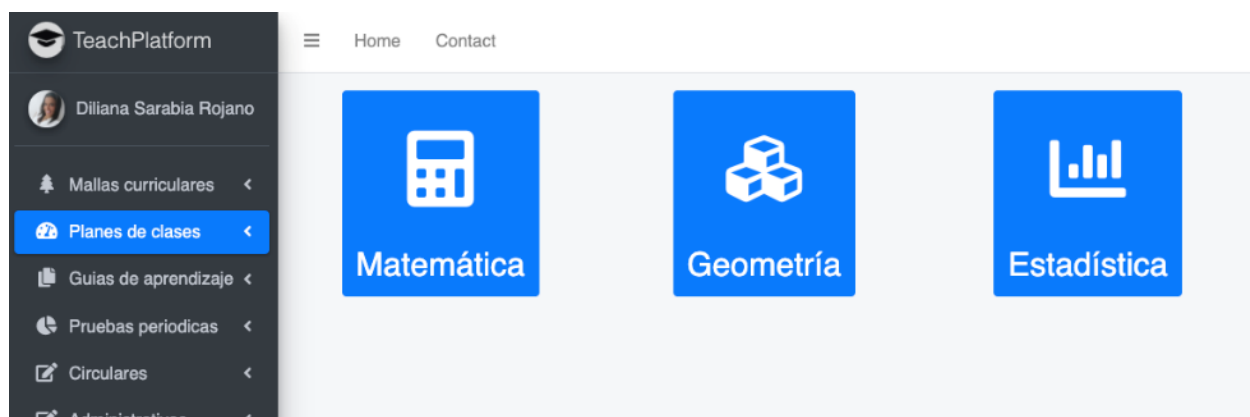 TeachPlatform
Home Contact
Diliana Sarabia Rojano
Mallas curriculares
Planes de clases
Guias de aprendizaje
Pruebas periodicas
Circulares
Matemática
Geometría
Estadística